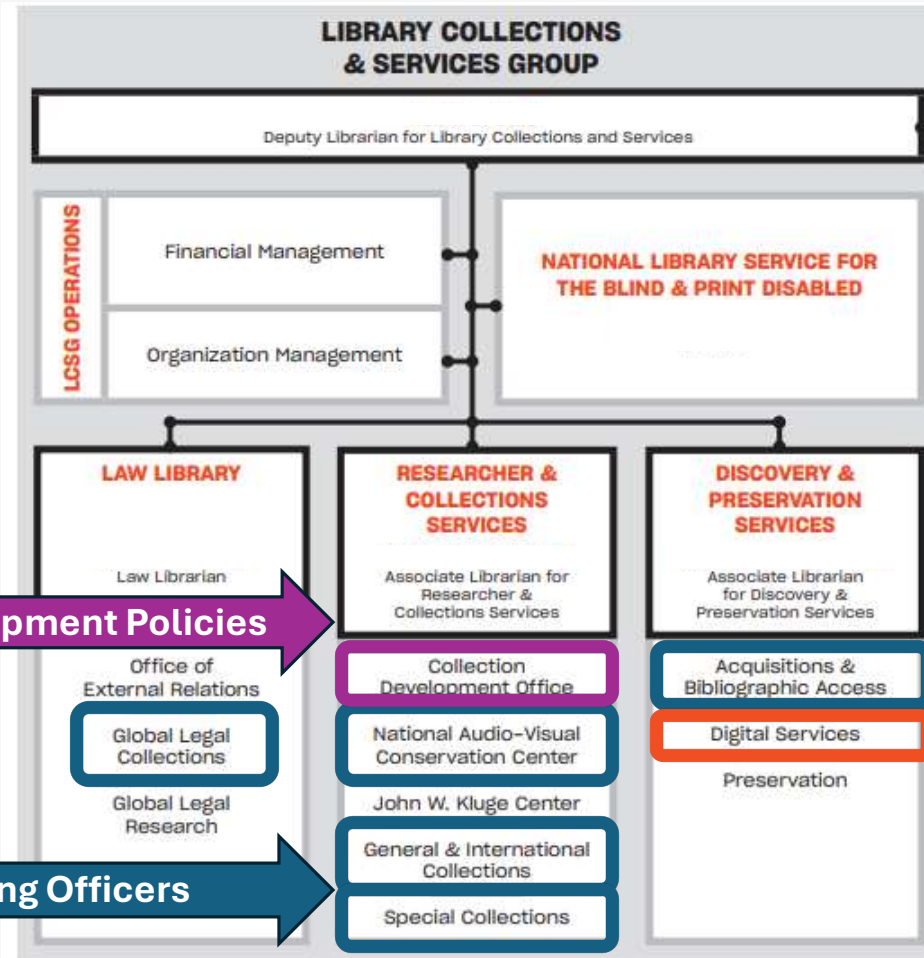 LIBRARY COLLECTIONS
& SERVICES GROUP
Deputy Librarian for Library Collections and Services
LCSG OPERATIONS
Financial Management
Organization Management
NATIONAL LIBRARY SERVICE FOR
THE BLIND & PRINT DISABLED
LAW LIBRARY
Law Librarian
Office of
External Relations
Global Legal
Collections
Global Legal
Research
RESEARCHER &
COLLECTIONS
SERVICES
Associate Librarian for
Researcher &
Collections Services
Collection
Development Office
National Audio-Visual
Conservation Center
John W. Kluge Center
General & International
Collections
Special Collections
DISCOVERY &
PRESERVATION
SERVICES
Associate Librarian
for Discovery &
Preservation Services
Acquisitions &
Bibliographic Access
Digital Services
Preservation
pment Policies
ng Officers